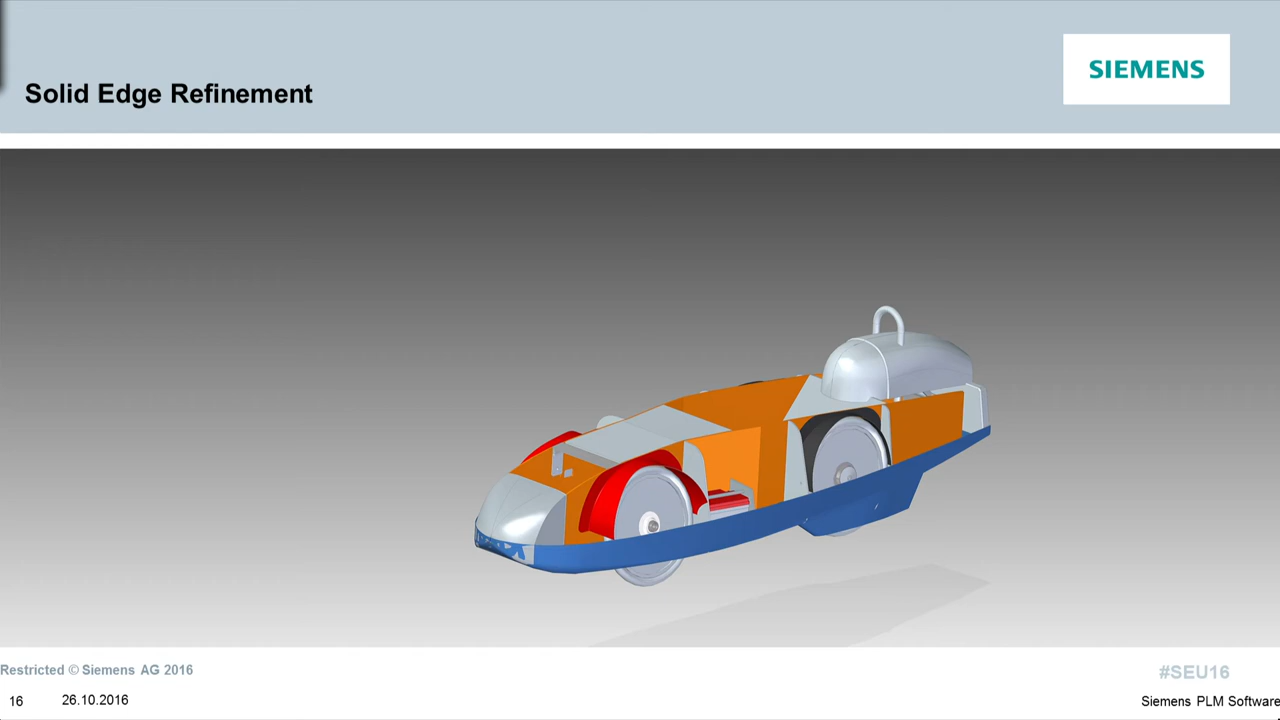 SIEMENS
Solid Edge Refinement
Restricted © Siemens AG 2016
#SEU16
16
26.10.2016
Siemens PLM Software